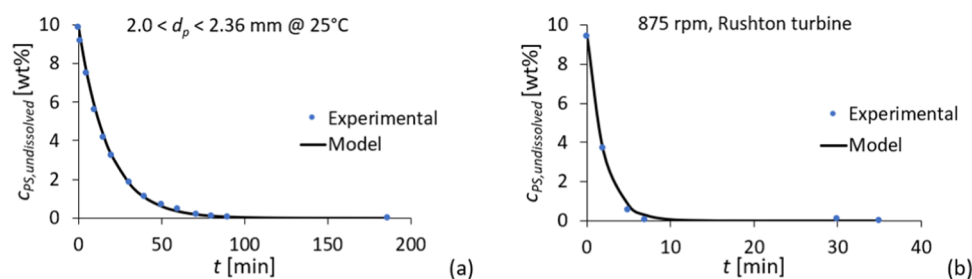 2.0 < dₚ < 2.36 mm @ 25°C
10
8
6
4
2
0
c_PS,undissolved [wt%]
Experimental
Model
0 50 100 150 200
t [min]
(a)
875 rpm, Rushton turbine
10
8
6
4
2
0
c_PS,undissolved [wt%]
Experimental
Model
0 10 20 30 40
t [min]
(b)